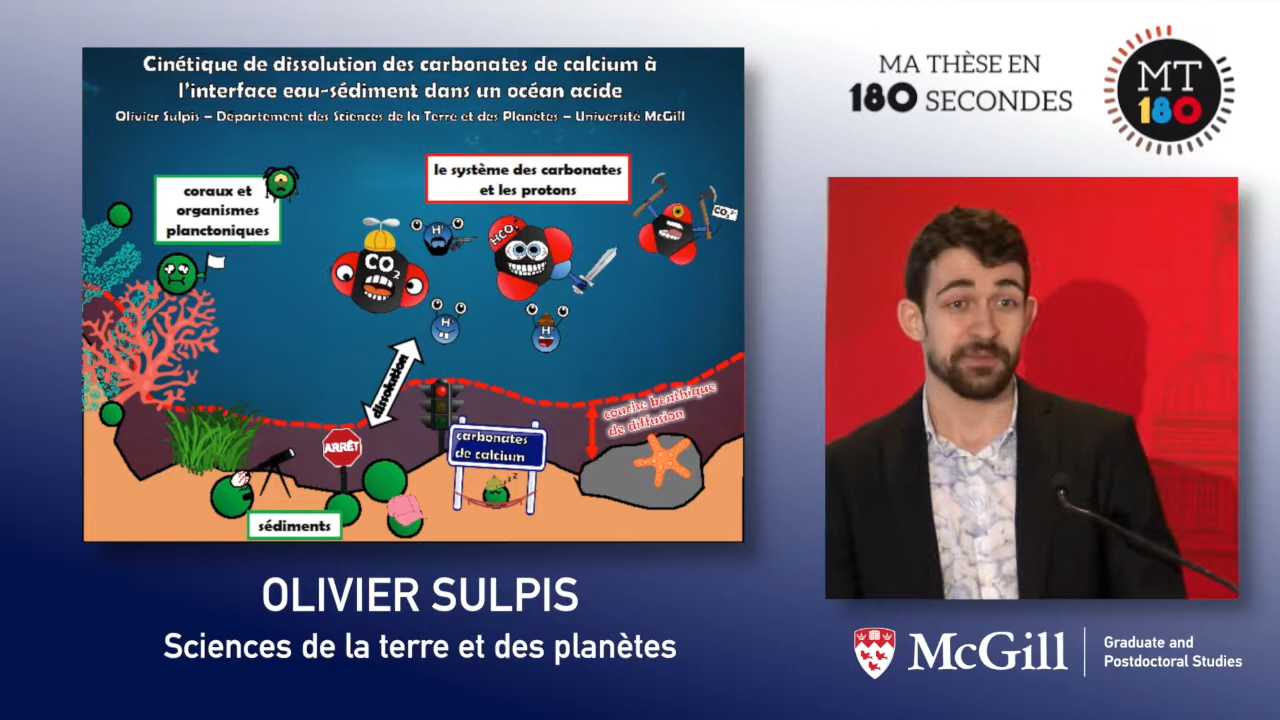 Cinétique de dissolution des carbonates de calcium à
l'interface eau-sédiment dans un océan acide
Olivier Sulpis – Département des Sciences de la Terre et des Planètes – Université McGill
coraux et
organismes
planctoniques
le système des carbonates
et les protons
CO₂
H⁺
HCO₃⁻
CO₃²⁻
H⁺
H⁺
dissolution
couche benthique
de diffusion
ARRÊT
carbonates
de calcium
z z z
sédiments
MA THÈSE EN
180 SECONDES
MT
180
OLIVIER SULPIS
Sciences de la terre et des planètes
McGill
Graduate and
Postdoctoral Studies